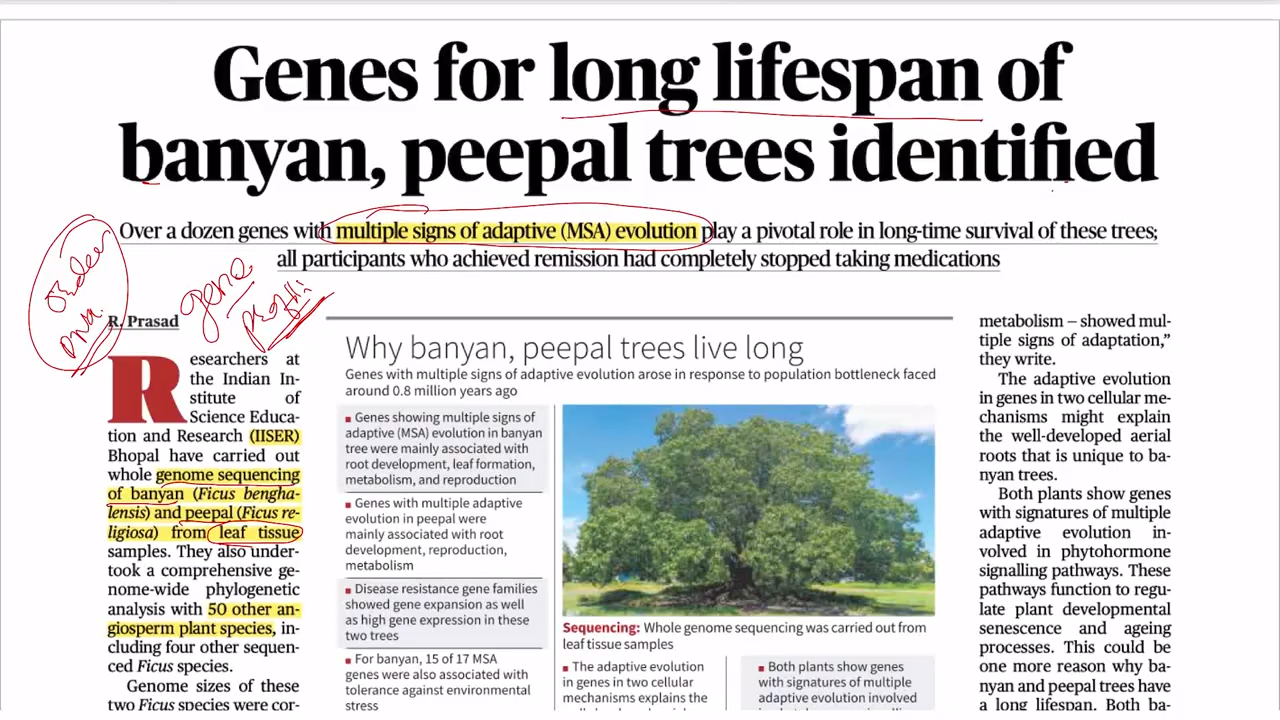 Genes for long lifespan of
banyan, peepal trees identified
Over a dozen genes with multiple signs of adaptive (MSA) evolution play a pivotal role in long-time survival of these trees;
all participants who achieved remission had completely stopped taking medications
gene
DNA.
R. Prasad
Researchers at
the Indian In-
stitute of
Science Educa-
tion and Research (IISER)
Bhopal have carried out
whole genome sequencing
of banyan (Ficus bengha-
lensis) and peepal (Ficus re-
ligiosa) from leaf tissue
samples. They also under-
took a comprehensive ge-
nome-wide phylogenetic
analysis with 50 other an-
giosperm plant species, in-
cluding four other sequen-
ced Ficus species.
Genome sizes of these
two Ficus species were cor-
Why banyan, peepal trees live long
Genes with multiple signs of adaptive evolution arose in response to population bottleneck faced
around 0.8 million years ago
■ Genes showing multiple signs of
adaptive (MSA) evolution in banyan
tree were mainly associated with
root development, leaf formation,
metabolism, and reproduction
■ Genes with multiple adaptive
evolution in peepal were
mainly associated with root
development, reproduction,
metabolism
■ Disease resistance gene families
showed gene expansion as well
as high gene expression in these
two trees
■ For banyan, 15 of 17 MSA
genes were also associated with
tolerance against environmental
stress
Sequencing: Whole genome sequencing was carried out from
leaf tissue samples
■ The adaptive evolution
in genes in two cellular
mechanisms explains the
■ Both plants show genes
with signatures of multiple
adaptive evolution involved
metabolism – showed mul-
tiple signs of adaptation,”
they write.
The adaptive evolution
in genes in two cellular me-
chanisms might explain
the well-developed aerial
roots that is unique to ba-
nyan trees.
Both plants show genes
with signatures of multiple
adaptive evolution in-
volved in phytohormone
signalling pathways. These
pathways function to regu-
late plant developmental
senescence and ageing
processes. This could be
one more reason why ba-
nyan and peepal trees have
a long lifespan. Both ba-